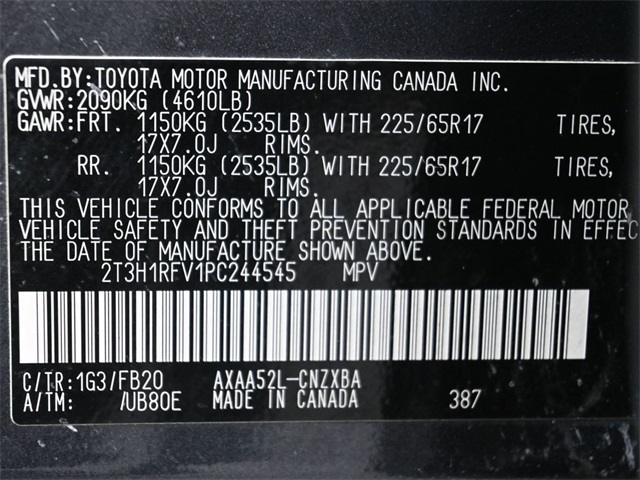 MFD.BY:TOYOTA MOTOR MANUFACTURING CANADA INC.
GVWR:2090KG (4610LB)
GAWR:FRT. 1150KG (2535LB) WITH 225/65R17 TIRES,
17X7.0J RIMS.
RR. 1150KG (2535LB) WITH 225/65R17 TIRES,
17X7.0J RIMS.
THIS VEHICLE CONFORMS TO ALL APPLICABLE FEDERAL MOTOR
VEHICLE SAFETY AND THEFT PREVENTION STANDARDS IN EFFEC
THE DATE OF MANUFACTURE SHOWN ABOVE.
2T3H1RFV1PC244545 MPV
C/TR:1G3/FB20 AXAA52L-CNZXBA
A/TM: /UB80E MADE IN CANADA 387